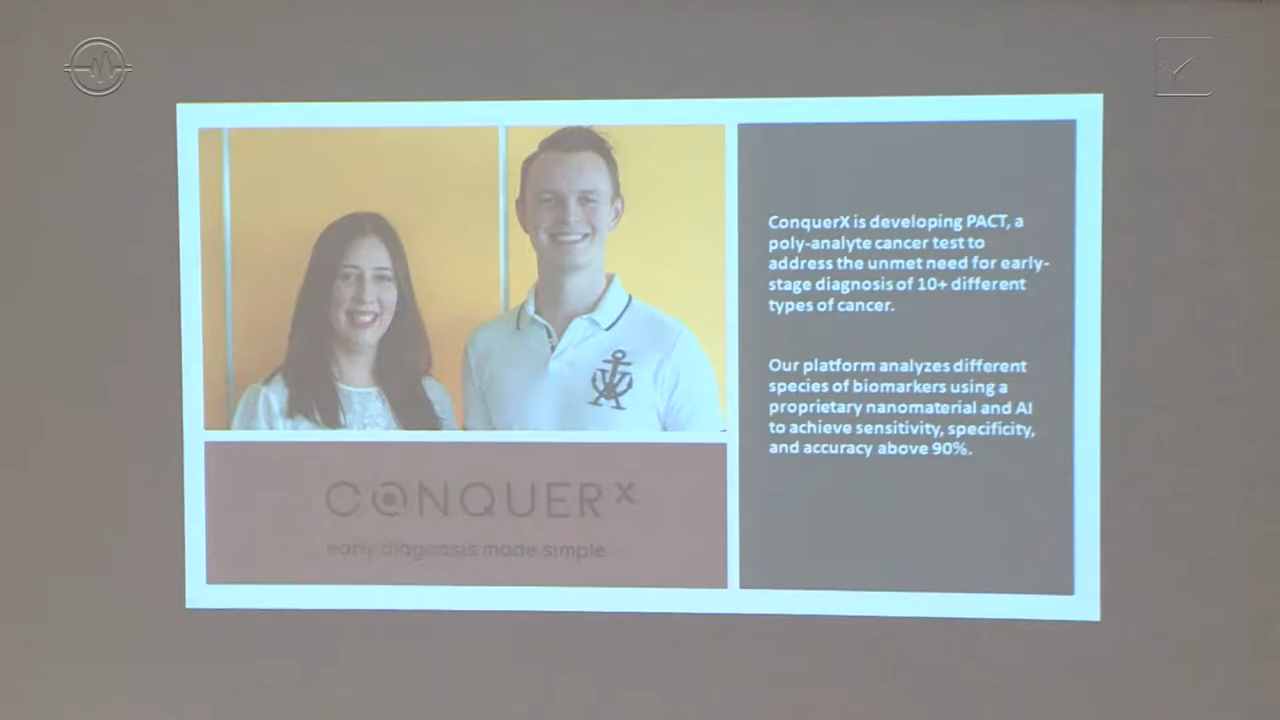 CONQUERX
early diagnosis made simple
ConquerX is developing PACT, a
poly-analyte cancer test to
address the unmet need for early-
stage diagnosis of 10+ different
types of cancer.
Our platform analyzes different
species of biomarkers using a
proprietary nanomaterial and AI
to achieve sensitivity, specificity,
and accuracy above 90%.